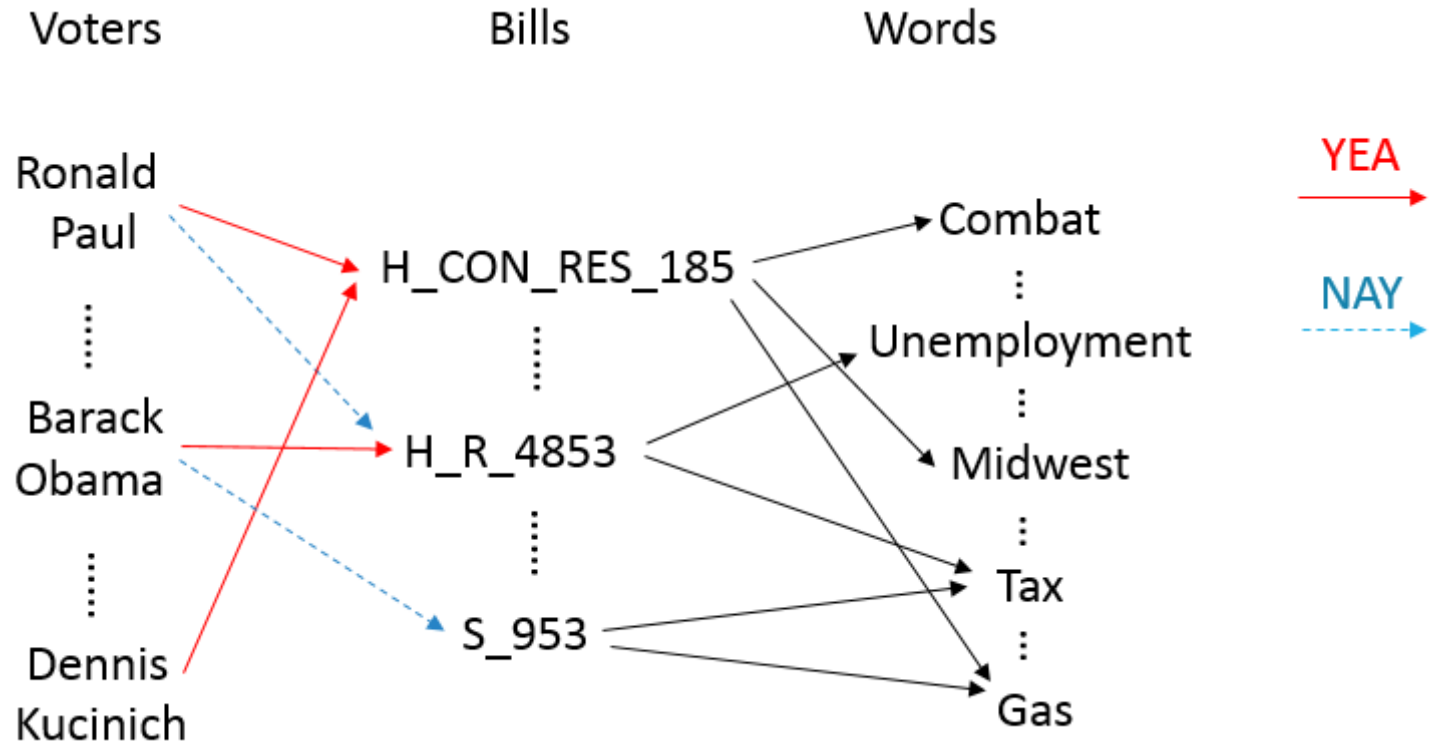 Voters
Bills
Words
Ronald
Paul
Barack
Obama
Dennis
Kucinich
H_CON_RES_185
H_R_4853
S_953
Combat
Unemployment
Midwest
Tax
Gas
YEA
NAY